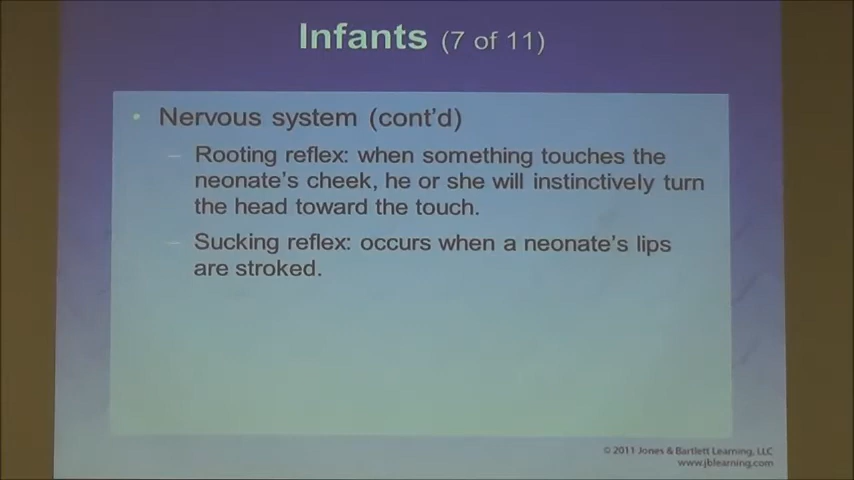 Infants (7 of 11)
• Nervous system (cont'd)
– Rooting reflex: when something touches the
neonate's cheek, he or she will instinctively turn
the head toward the touch.
– Sucking reflex: occurs when a neonate's lips
are stroked.
© 2011 Jones & Bartlett Learning, LLC
www.jblearning.com